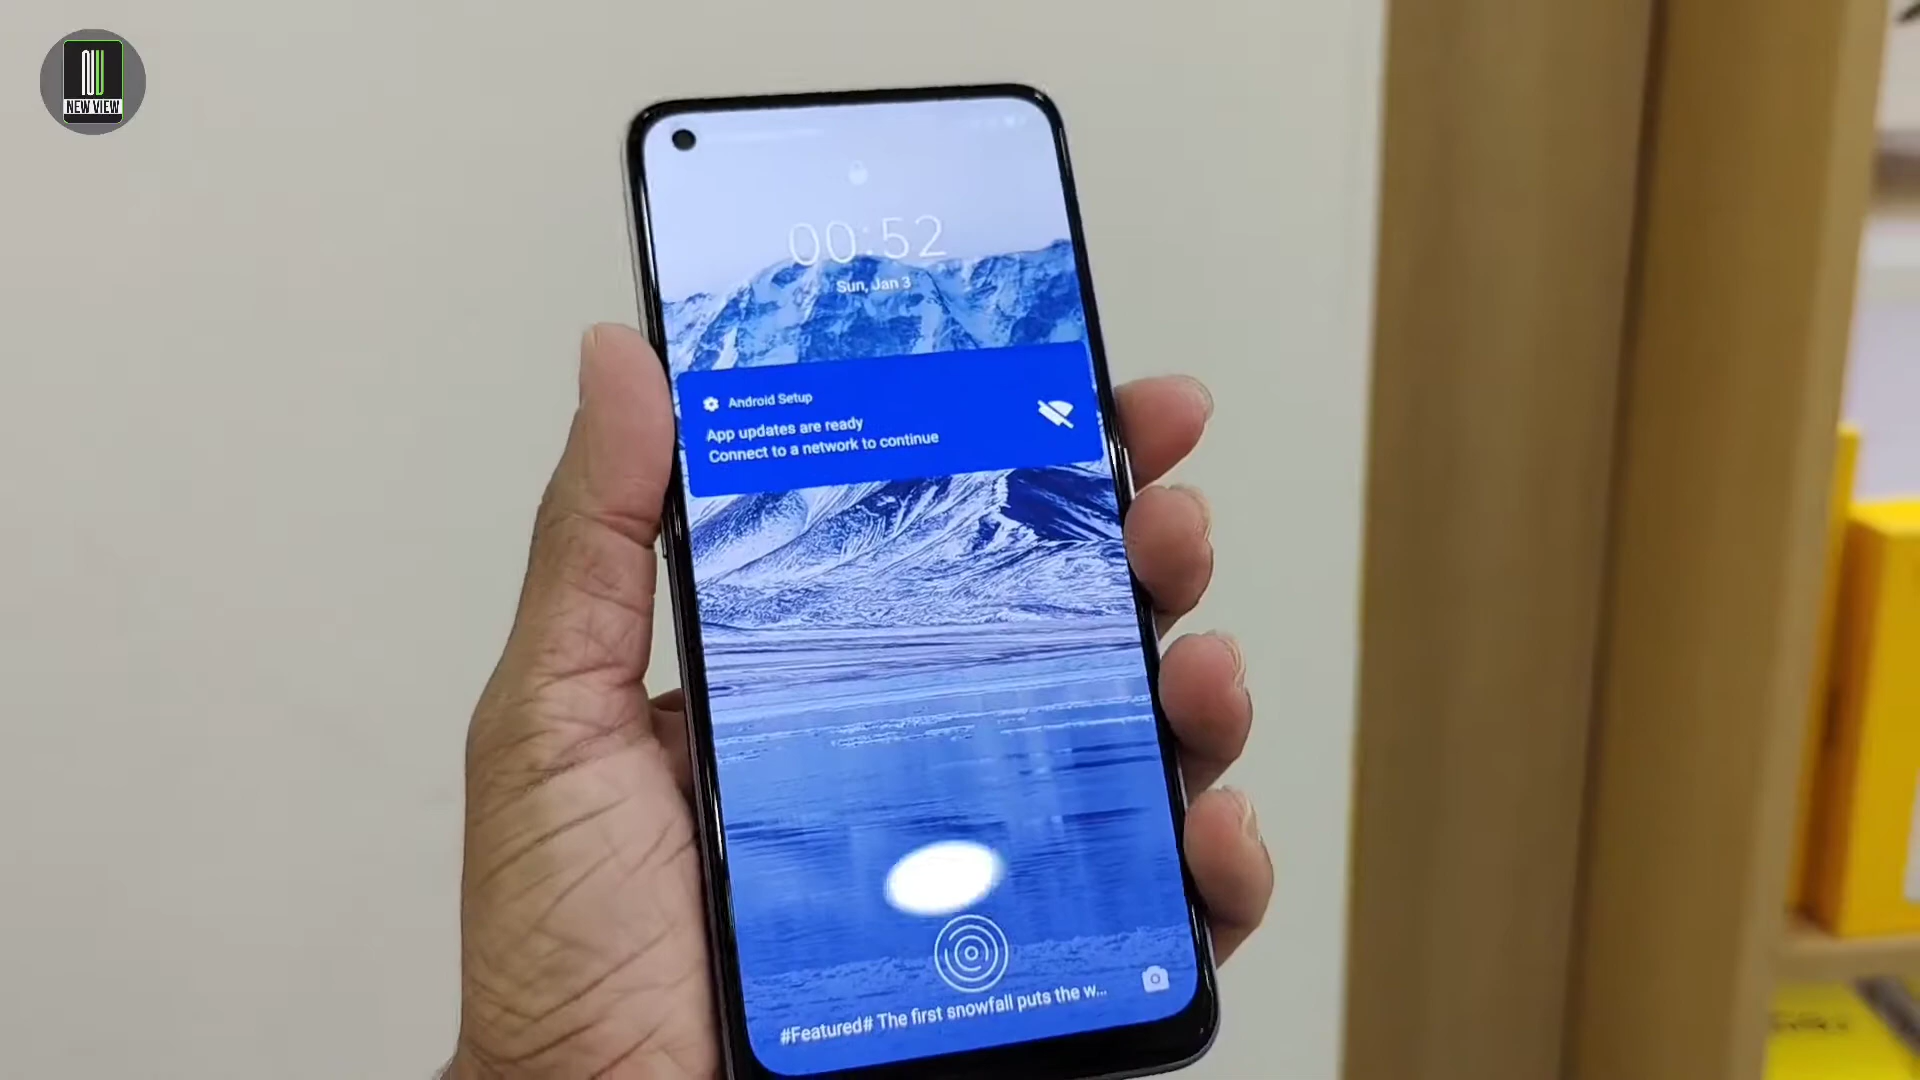 NEW VIEW
00:52
Sun, Jan 3
Android Setup
App updates are ready
Connect to a network to continue
#Featured# The first snowfall puts the w...